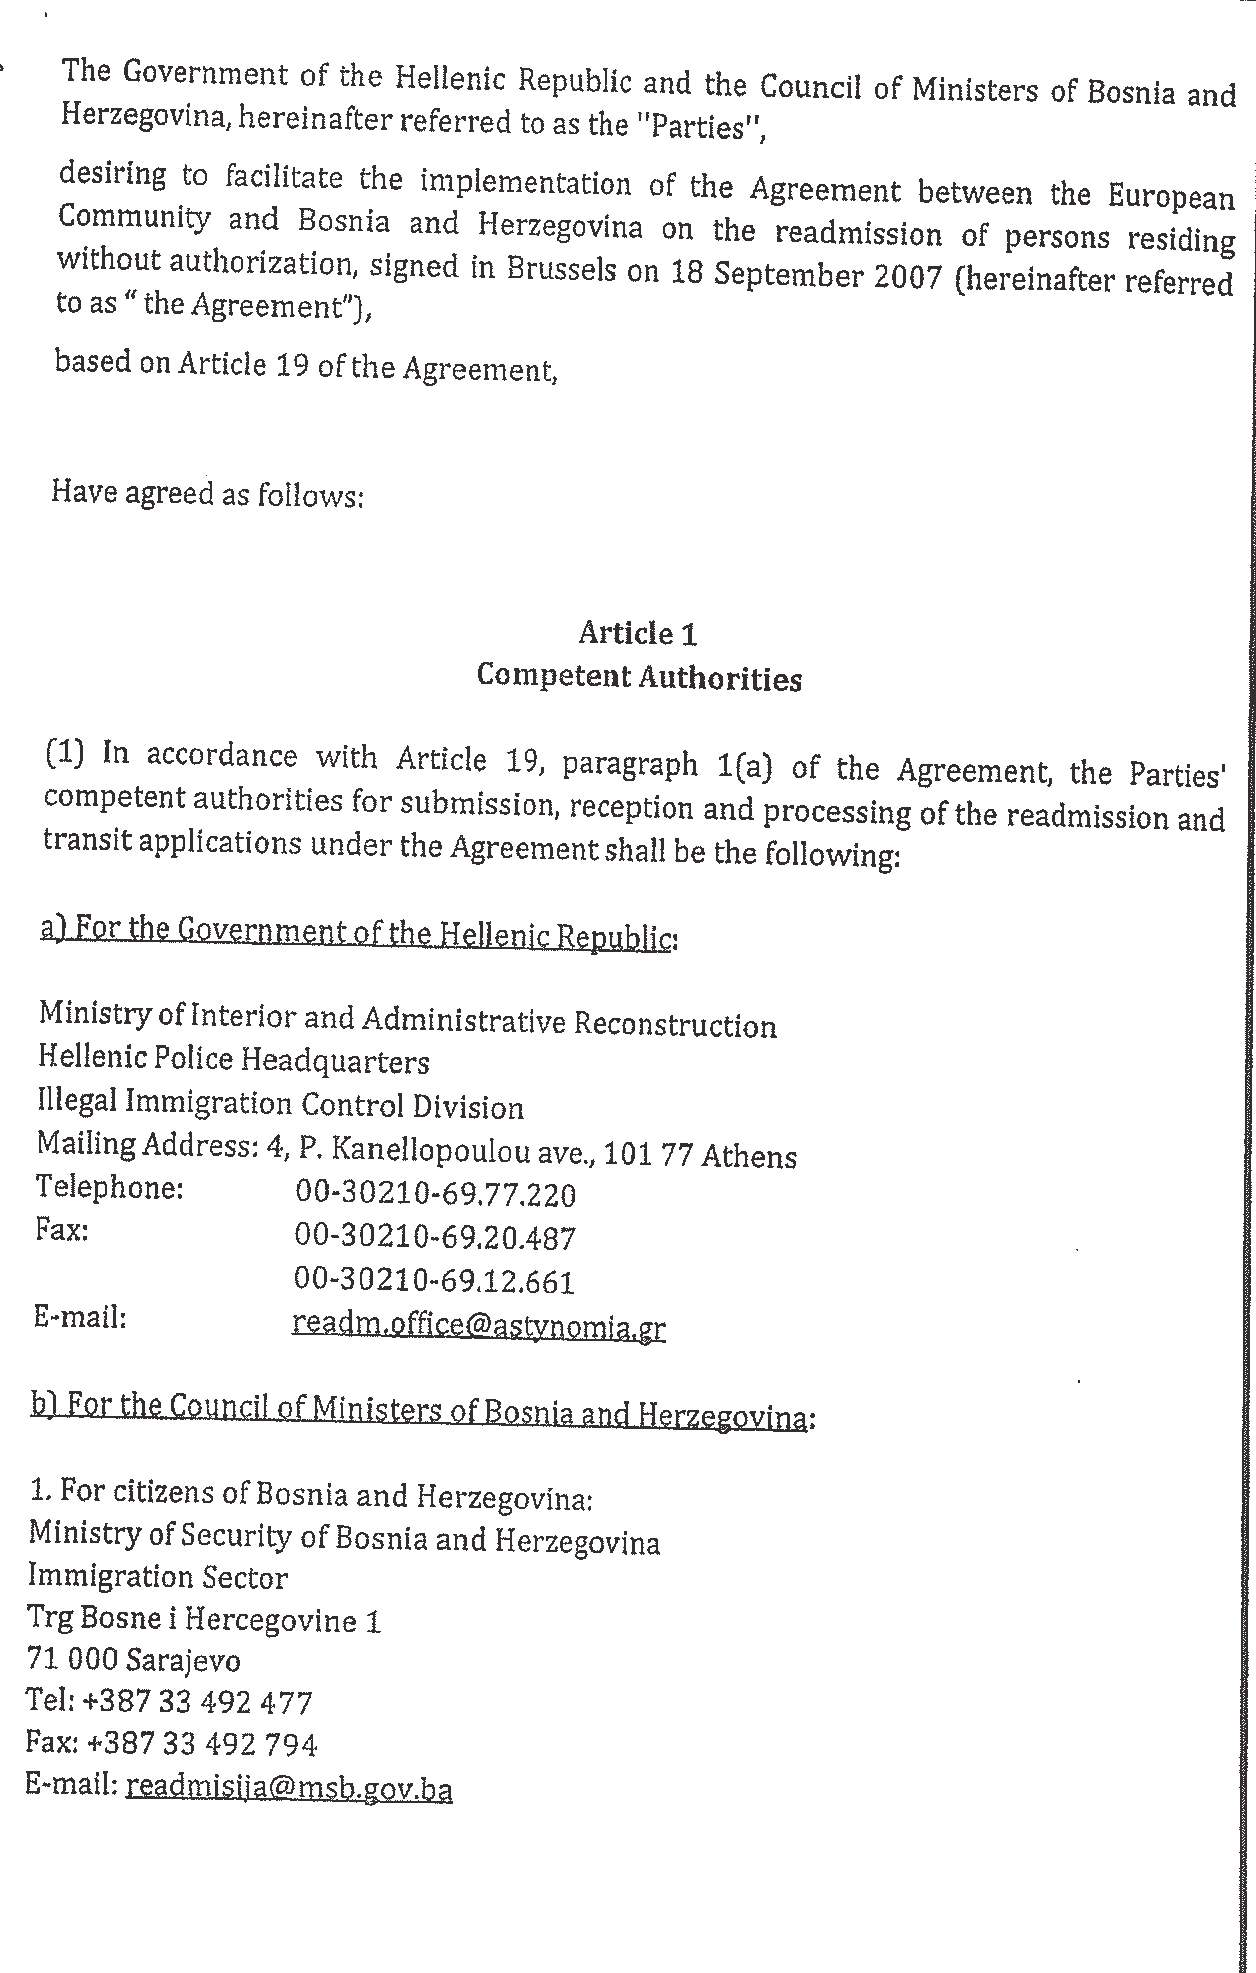 The Government of the Hellenic Republic and the Council of Ministers of Bosnia and
Herzegovina, hereinafter referred to as the "Parties",
desiring to facilitate the implementation of the Agreement between the European
Community and Bosnia and Herzegovina on the readmission of persons residing
without authorization, signed in Brussels on 18 September 2007 (hereinafter referred
to as “ the Agreement”),
based on Article 19 of the Agreement,
Have agreed as follows:
Article 1
Competent Authorities
(1) In accordance with Article 19, paragraph 1(a) of the Agreement, the Parties'
competent authorities for submission, reception and processing of the readmission and
transit applications under the Agreement shall be the following:
a) For the Government of the Hellenic Republic:
Ministry of Interior and Administrative Reconstruction
Hellenic Police Headquarters
Illegal Immigration Control Division
Mailing Address: 4, P. Kanellopoulou ave., 101 77 Athens
Telephone: 00-30210-69.77.220
Fax: 00-30210-69.20.487
00-30210-69.12.661
E-mail: readm.office@astynomia.gr
b) For the Council of Ministers of Bosnia and Herzegovina:
1. For citizens of Bosnia and Herzegovina:
Ministry of Security of Bosnia and Herzegovina
Immigration Sector
Trg Bosne i Hercegovine 1
71 000 Sarajevo
Tel: +387 33 492 477
Fax: +387 33 492 794
E-mail: readmisija@msb.gov.ba